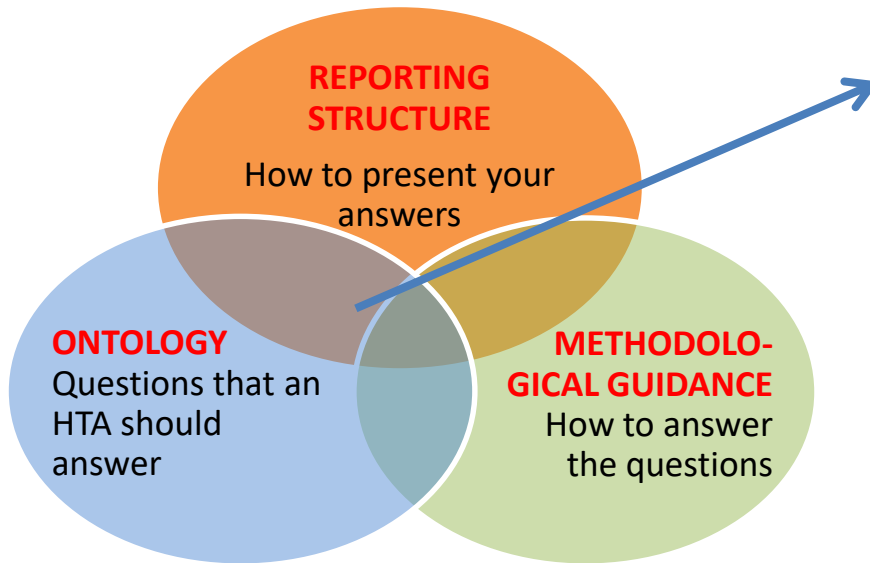 REPORTING
STRUCTURE
How to present your
answers
ONTOLOGY
Questions that an
HTA should
answer
METHODOLO-
GICAL GUIDANCE
How to answer
the questions